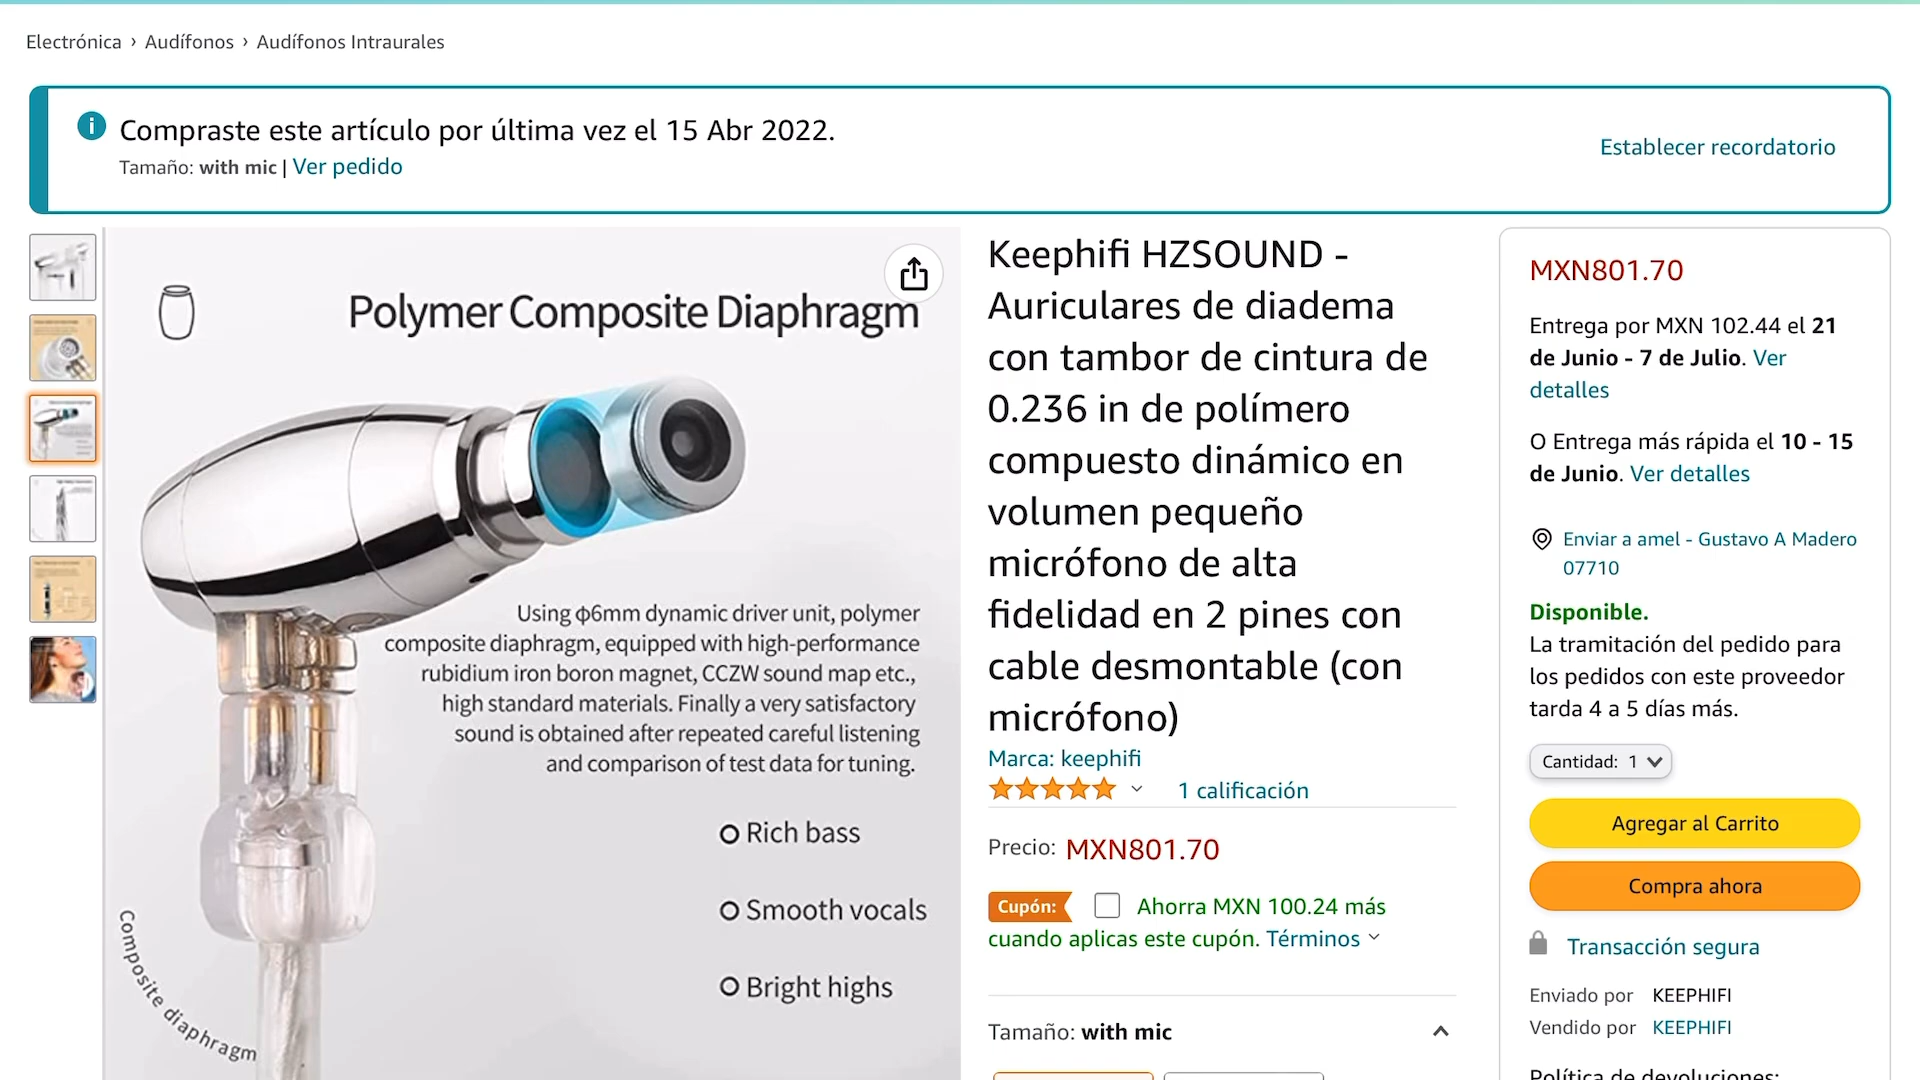 Electrónica › Audífonos › Audífonos Intraurales
Compraste este artículo por última vez el 15 Abr 2022.
Tamaño: with mic | Ver pedido
Establecer recordatorio
Polymer Composite Diaphragm
Using φ6mm dynamic driver unit, polymer
composite diaphragm, equipped with high-performance
rubidium iron boron magnet, CCZW sound map etc.,
high standard materials. Finally a very satisfactory
sound is obtained after repeated careful listening
and comparison of test data for tuning.
Rich bass
Smooth vocals
Bright highs
Composite diaphragm
Keephifi HZSOUND -
Auriculares de diadema
con tambor de cintura de
0.236 in de polímero
compuesto dinámico en
volumen pequeño
micrófono de alta
fidelidad en 2 pines con
cable desmontable (con
micrófono)
Marca: keephifi
1 calificación
Precio: MXN801.70
Cupón: Ahorra MXN 100.24 más
cuando aplicas este cupón. Términos
Tamaño: with mic
MXN801.70
Entrega por MXN 102.44 el 21
de Junio - 7 de Julio. Ver
detalles
O Entrega más rápida el 10 - 15
de Junio. Ver detalles
Enviar a amel - Gustavo A Madero
07710
Disponible.
La tramitación del pedido para
los pedidos con este proveedor
tarda 4 a 5 días más.
Cantidad: 1
Agregar al Carrito
Compra ahora
Transacción segura
Enviado por KEEPHIFI
Vendido por KEEPHIFI
Política de devoluciones: